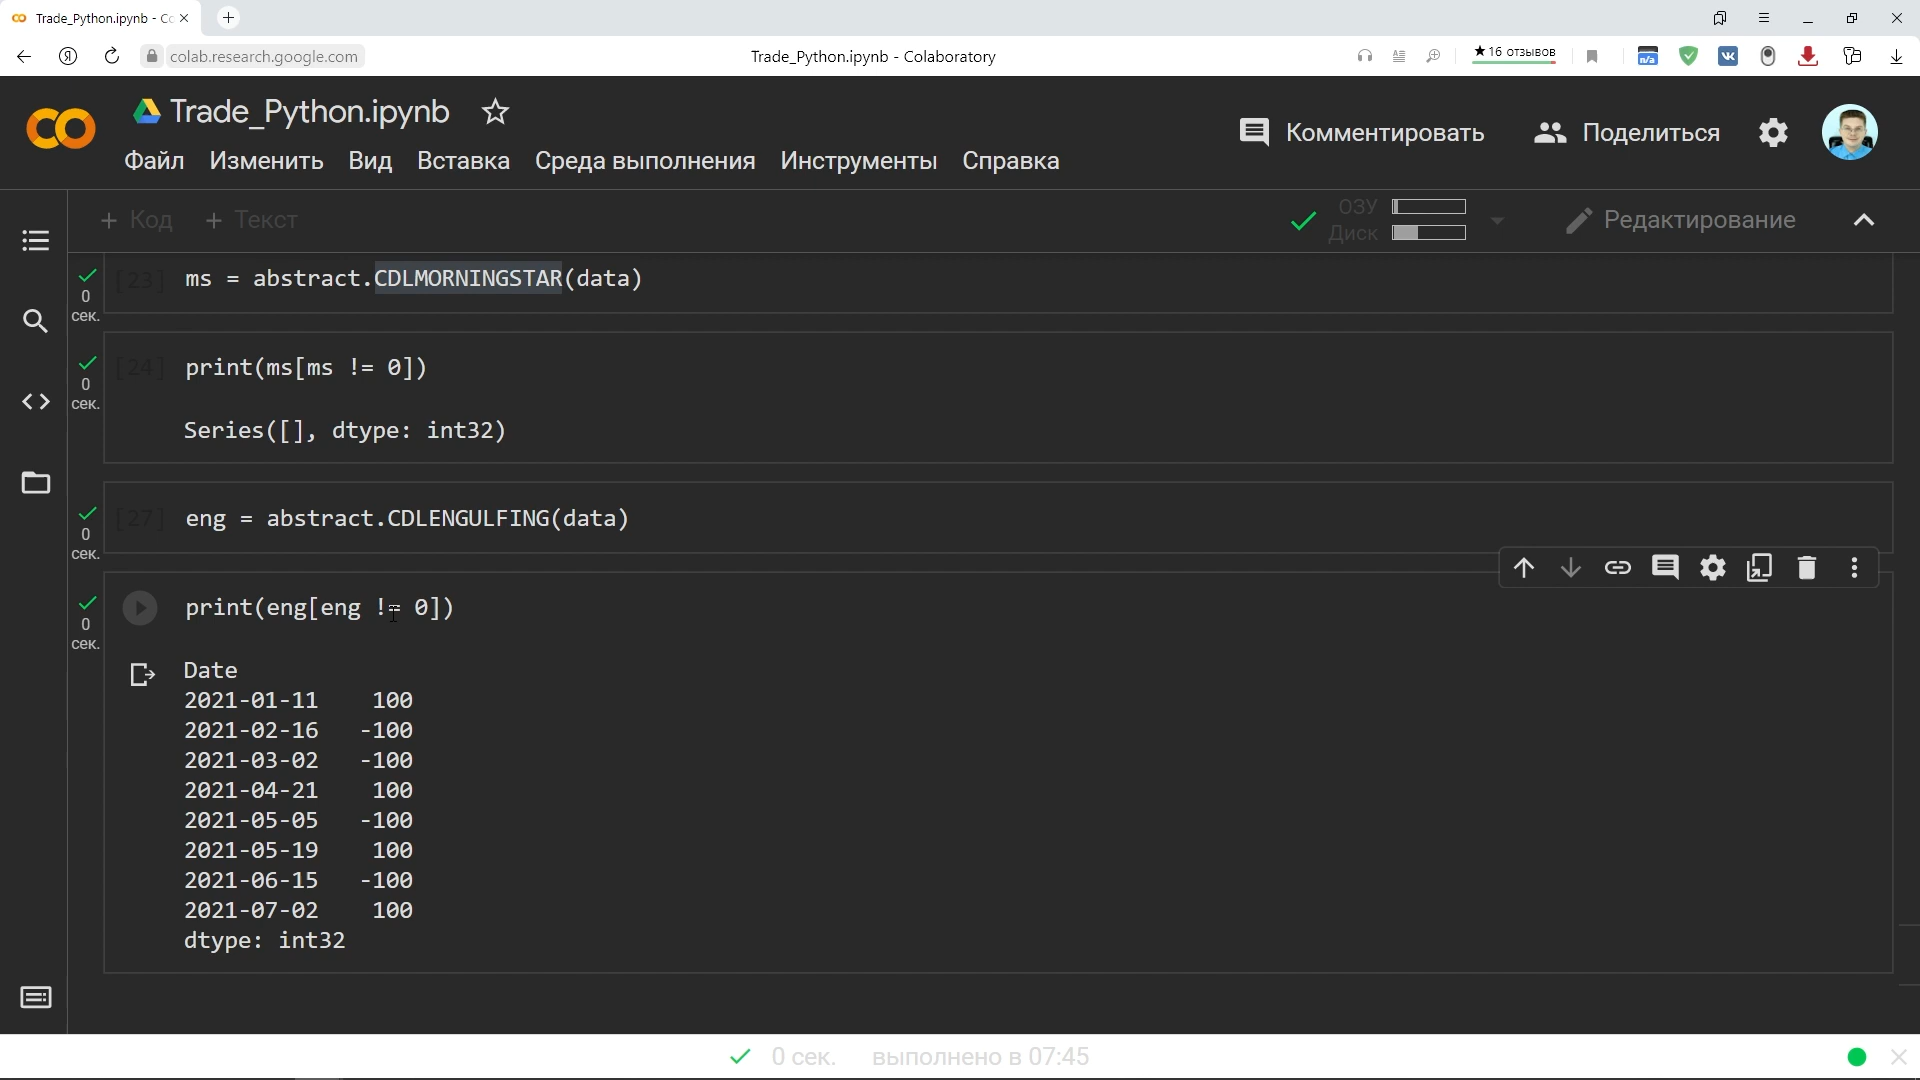 Trade_Python.ipynb - Co
colab.research.google.com
Trade_Python.ipynb - Colaboratory
★16 отзывов
n/a
Trade_Python.ipynb
Комментировать
Поделиться
Файл Изменить Вид Вставка Среда выполнения Инструменты Справка
+ Код + Текст
ОЗУ
Диск
Редактирование
[23] ms = abstract.CDLMORNINGSTAR(data)
0
сек.
[24] print(ms[ms != 0])
0
сек.
Series([], dtype: int32)
[27] eng = abstract.CDLENGULFING(data)
0
сек.
print(eng[eng != 0])
0
сек.
Date
2021-01-11 100
2021-02-16 -100
2021-03-02 -100
2021-04-21 100
2021-05-05 -100
2021-05-19 100
2021-06-15 -100
2021-07-02 100
dtype: int32
0 сек. выполнено в 07:45